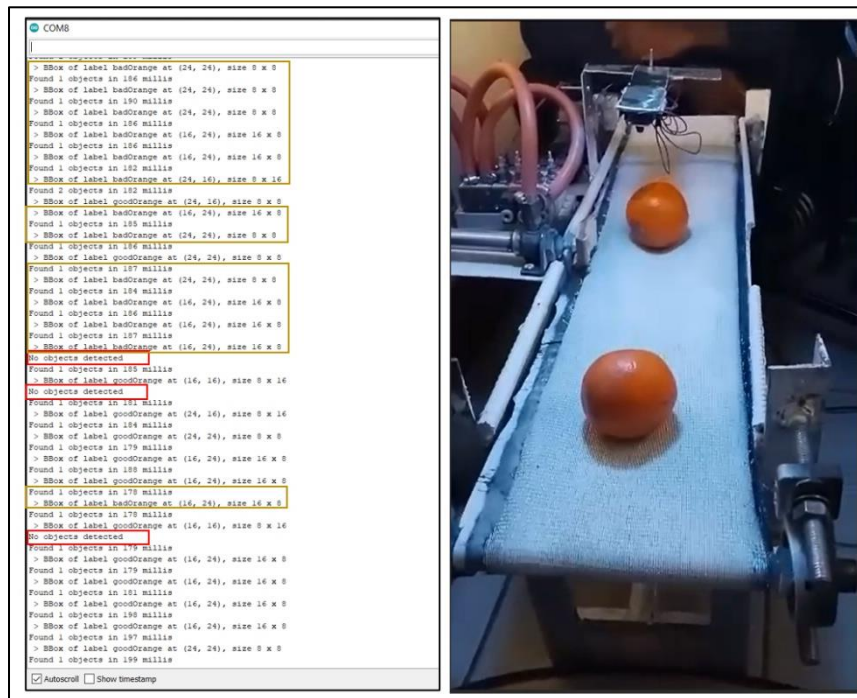 COM8
> BBox of label badOrange at (24, 24), size 8 x 8
Found 1 objects in 186 millis
> BBox of label badOrange at (24, 24), size 8 x 8
Found 1 objects in 190 millis
> BBox of label badOrange at (24, 24), size 8 x 8
Found 1 objects in 186 millis
> BBox of label badOrange at (16, 24), size 16 x 8
Found 1 objects in 186 millis
> BBox of label badOrange at (16, 24), size 16 x 8
Found 1 objects in 182 millis
> BBox of label badOrange at (24, 16), size 8 x 16
Found 2 objects in 182 millis
> BBox of label goodOrange at (24, 16), size 8 x 8
> BBox of label badOrange at (16, 24), size 16 x 8
Found 1 objects in 185 millis
> BBox of label badOrange at (24, 24), size 8 x 8
Found 1 objects in 186 millis
> BBox of label goodOrange at (24, 24), size 8 x 8
Found 1 objects in 187 millis
> BBox of label badOrange at (24, 24), size 8 x 8
Found 1 objects in 184 millis
> BBox of label badOrange at (16, 24), size 16 x 8
Found 1 objects in 186 millis
> BBox of label badOrange at (16, 24), size 16 x 8
Found 1 objects in 187 millis
> BBox of label badOrange at (16, 24), size 16 x 8
No objects detected
Found 1 objects in 185 millis
> BBox of label goodOrange at (16, 16), size 8 x 16
No objects detected
Found 1 objects in 181 millis
> BBox of label goodOrange at (24, 16), size 8 x 16
Found 1 objects in 184 millis
> BBox of label goodOrange at (24, 24), size 8 x 8
Found 1 objects in 179 millis
> BBox of label goodOrange at (16, 24), size 16 x 8
Found 1 objects in 188 millis
> BBox of label goodOrange at (16, 24), size 16 x 8
Found 1 objects in 178 millis
> BBox of label badOrange at (16, 24), size 16 x 8
Found 1 objects in 178 millis
> BBox of label goodOrange at (16, 16), size 8 x 16
No objects detected
Found 1 objects in 179 millis
> BBox of label goodOrange at (16, 24), size 16 x 8
Found 1 objects in 179 millis
> BBox of label goodOrange at (16, 24), size 16 x 8
Found 1 objects in 181 millis
> BBox of label goodOrange at (16, 24), size 16 x 8
Found 1 objects in 198 millis
> BBox of label goodOrange at (16, 24), size 16 x 8
Found 1 objects in 197 millis
> BBox of label goodOrange at (24, 24), size 8 x 8
Found 1 objects in 199 millis
Autoscroll Show timestamp